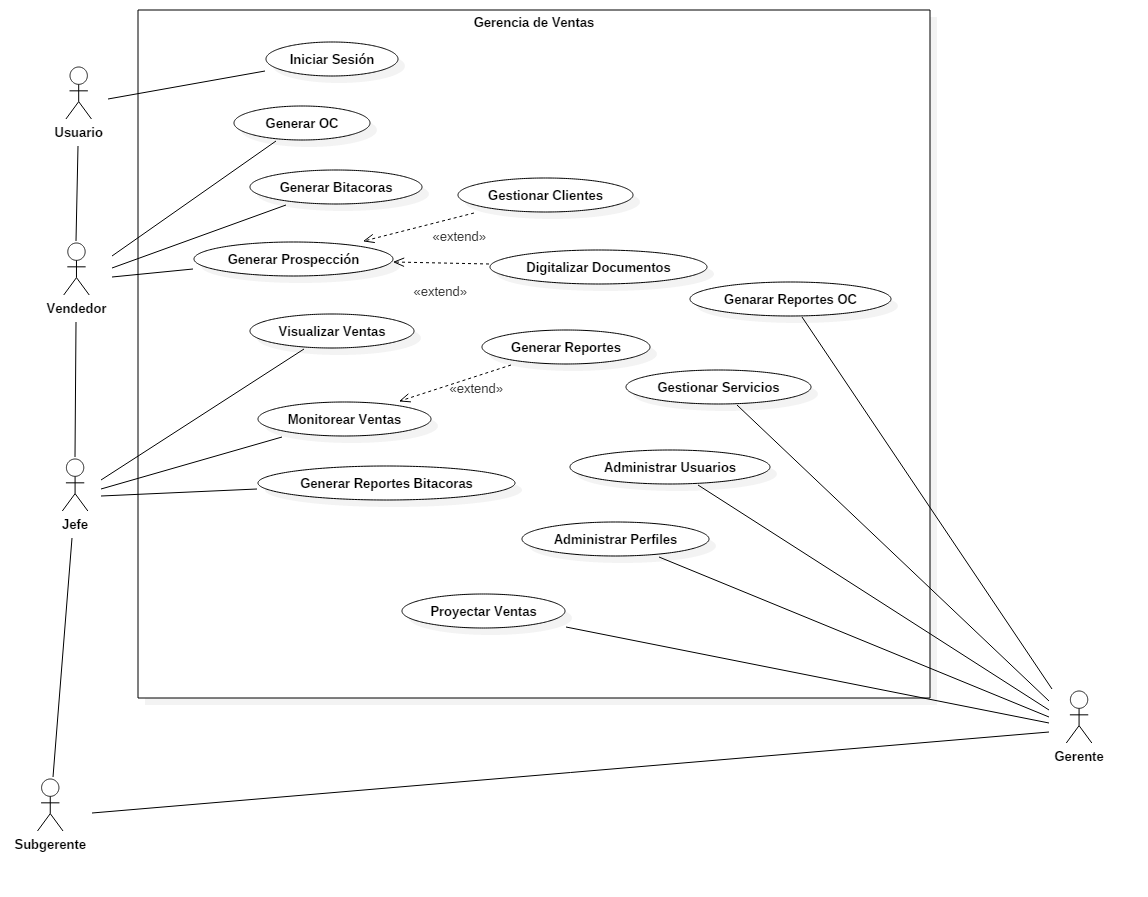 Gerencia de Ventas
Iniciar Sesión
Usuario
Generar OC
Generar Bitacoras
Gestionar Clientes
«extend»
Generar Prospección
Digitalizar Documentos
«extend»
Vendedor
Genarar Reportes OC
Visualizar Ventas
Generar Reportes
«extend»
Gestionar Servicios
Monitorear Ventas
Administrar Usuarios
Generar Reportes Bitacoras
Jefe
Administrar Perfiles
Proyectar Ventas
Gerente
Subgerente